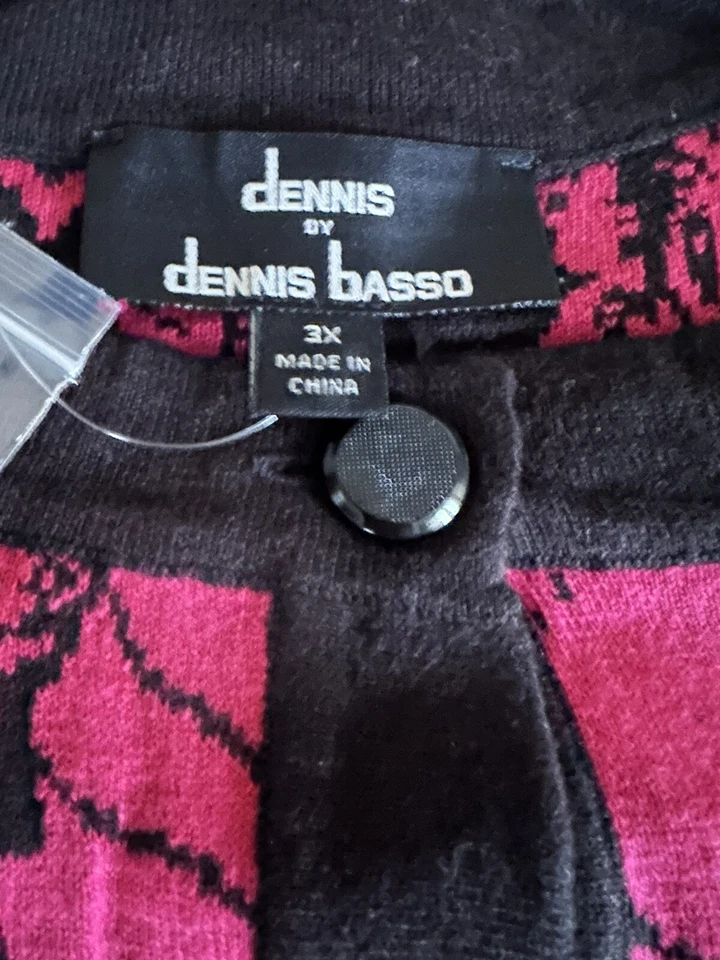 dENNIS
BY
dENNIS bASSO
3X
MADE IN
CHINA